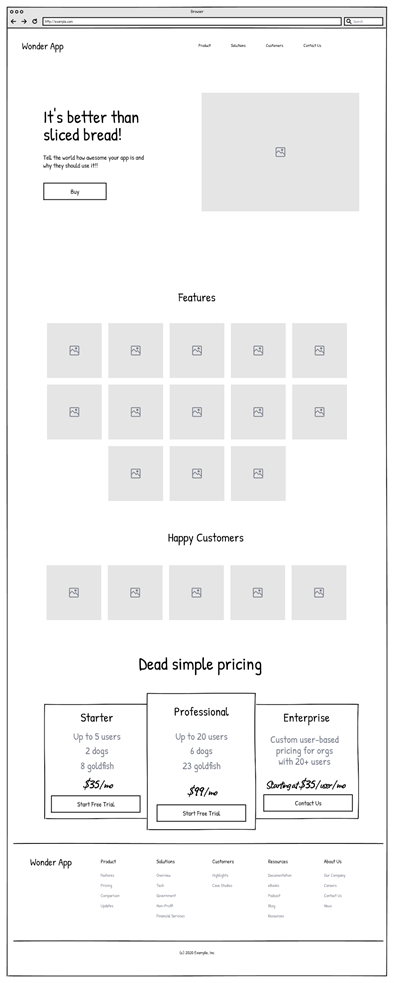 Browser
http://example.com
Search
Wonder App
Product Solutions Customers Contact Us
It's better than
sliced bread!
Tell the world how awesome your app is and
why they should use it!!
Buy
Features
Happy Customers
Dead simple pricing
Starter
Up to 5 users
2 dogs
8 goldfish
$35/mo
Start Free Trial
Professional
Up to 20 users
6 dogs
23 goldfish
$99/mo
Start Free Trial
Enterprise
Custom user-based
pricing for orgs
with 20+ users
Starting at $35/user/mo
Contact Us
Wonder App
Product
Features
Pricing
Comparison
Updates
Solutions
Overview
Tech
Government
Non-Profit
Financial Services
Customers
Highlights
Case Studies
Resources
Documentation
eBooks
Podcast
Blog
Resources
About Us
Our Company
Careers
Contact Us
News
(c) 2020 Example, Inc.